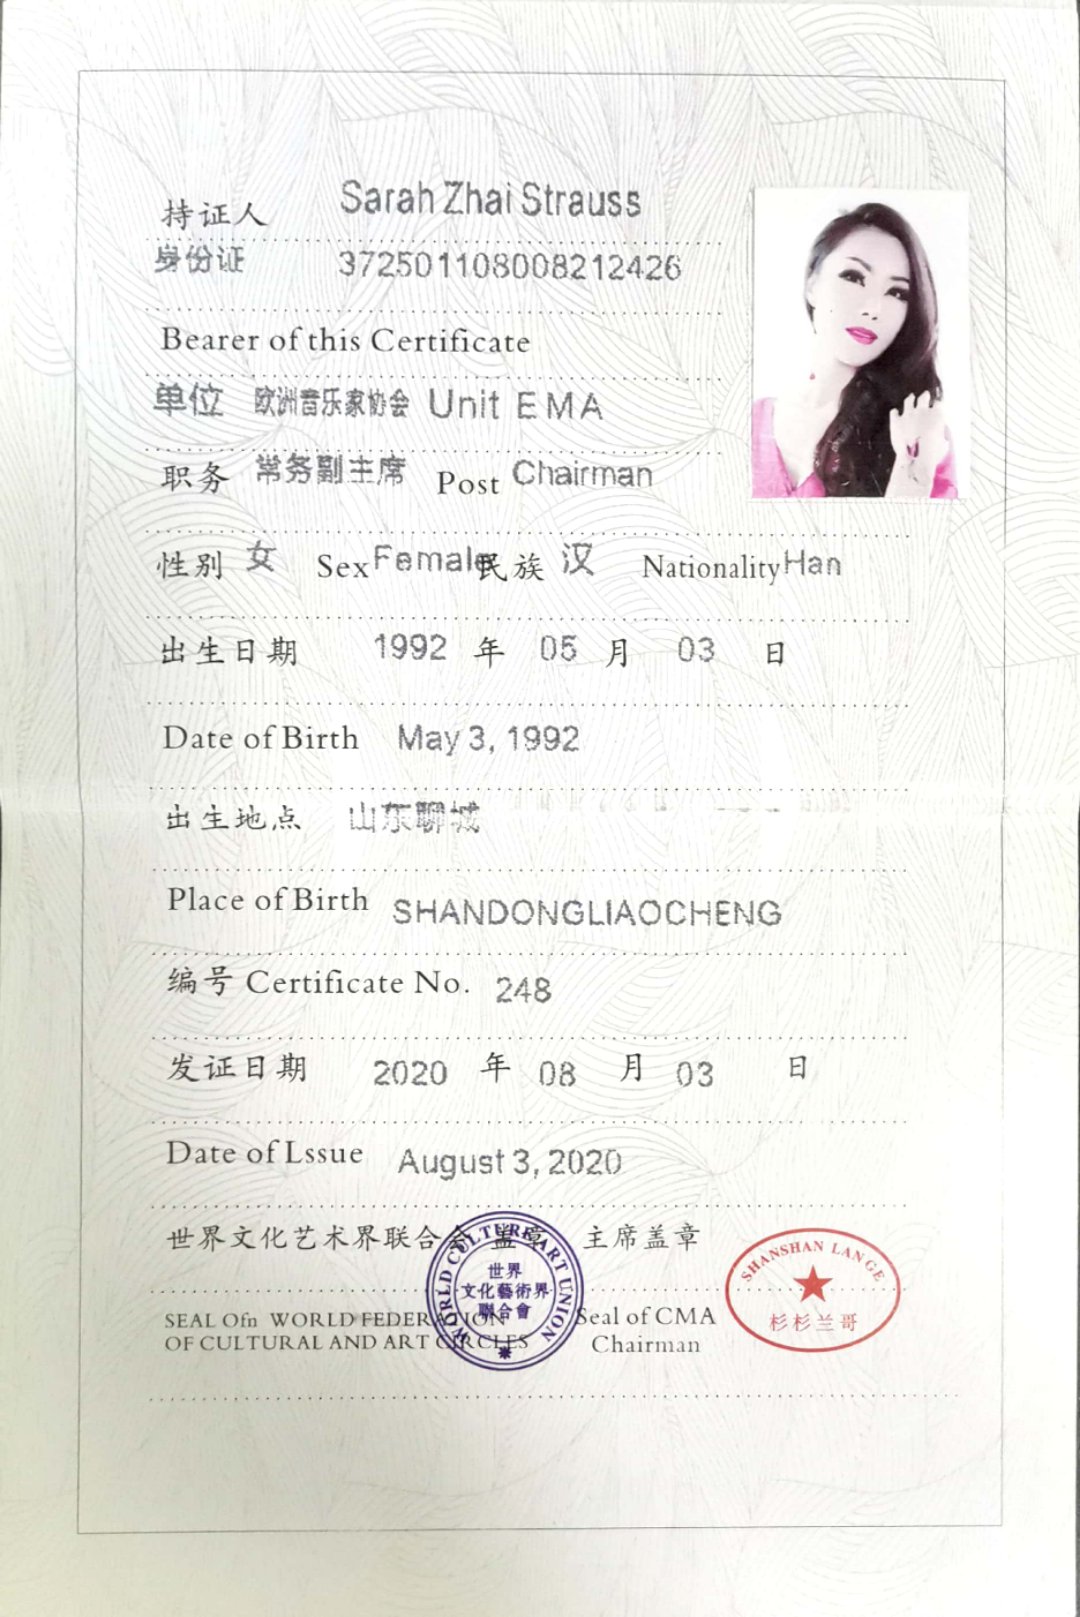 持证人 Sarah Zhai Strauss
身份证 3725011080008212426
Bearer of this Certificate
单位 欧洲音乐家协会 Unit EMA
职务 常务副主席 Post Chairman
性别 女 Sex Female 民族 汉 Nationality Han
出生日期 1992 年 05 月 03 日
Date of Birth May 3, 1992
出生地点 山东聊城
Place of Birth SHANDONGLIAOCHENG
编号 Certificate No. 248
发证日期 2020 年 08 月 03 日
Date of Lssue August 3, 2020
世界文化艺术界联合会 盖章 主席盖章
SEAL Ofn WORLD FEDERATION
OF CULTURAL AND ART CIRCLES
Seal of CMA
Chairman
WORLD CULTURE ART UNION
世界
文化藝術界
聯合會
SHANSHAN LAN GE
杉杉兰哥